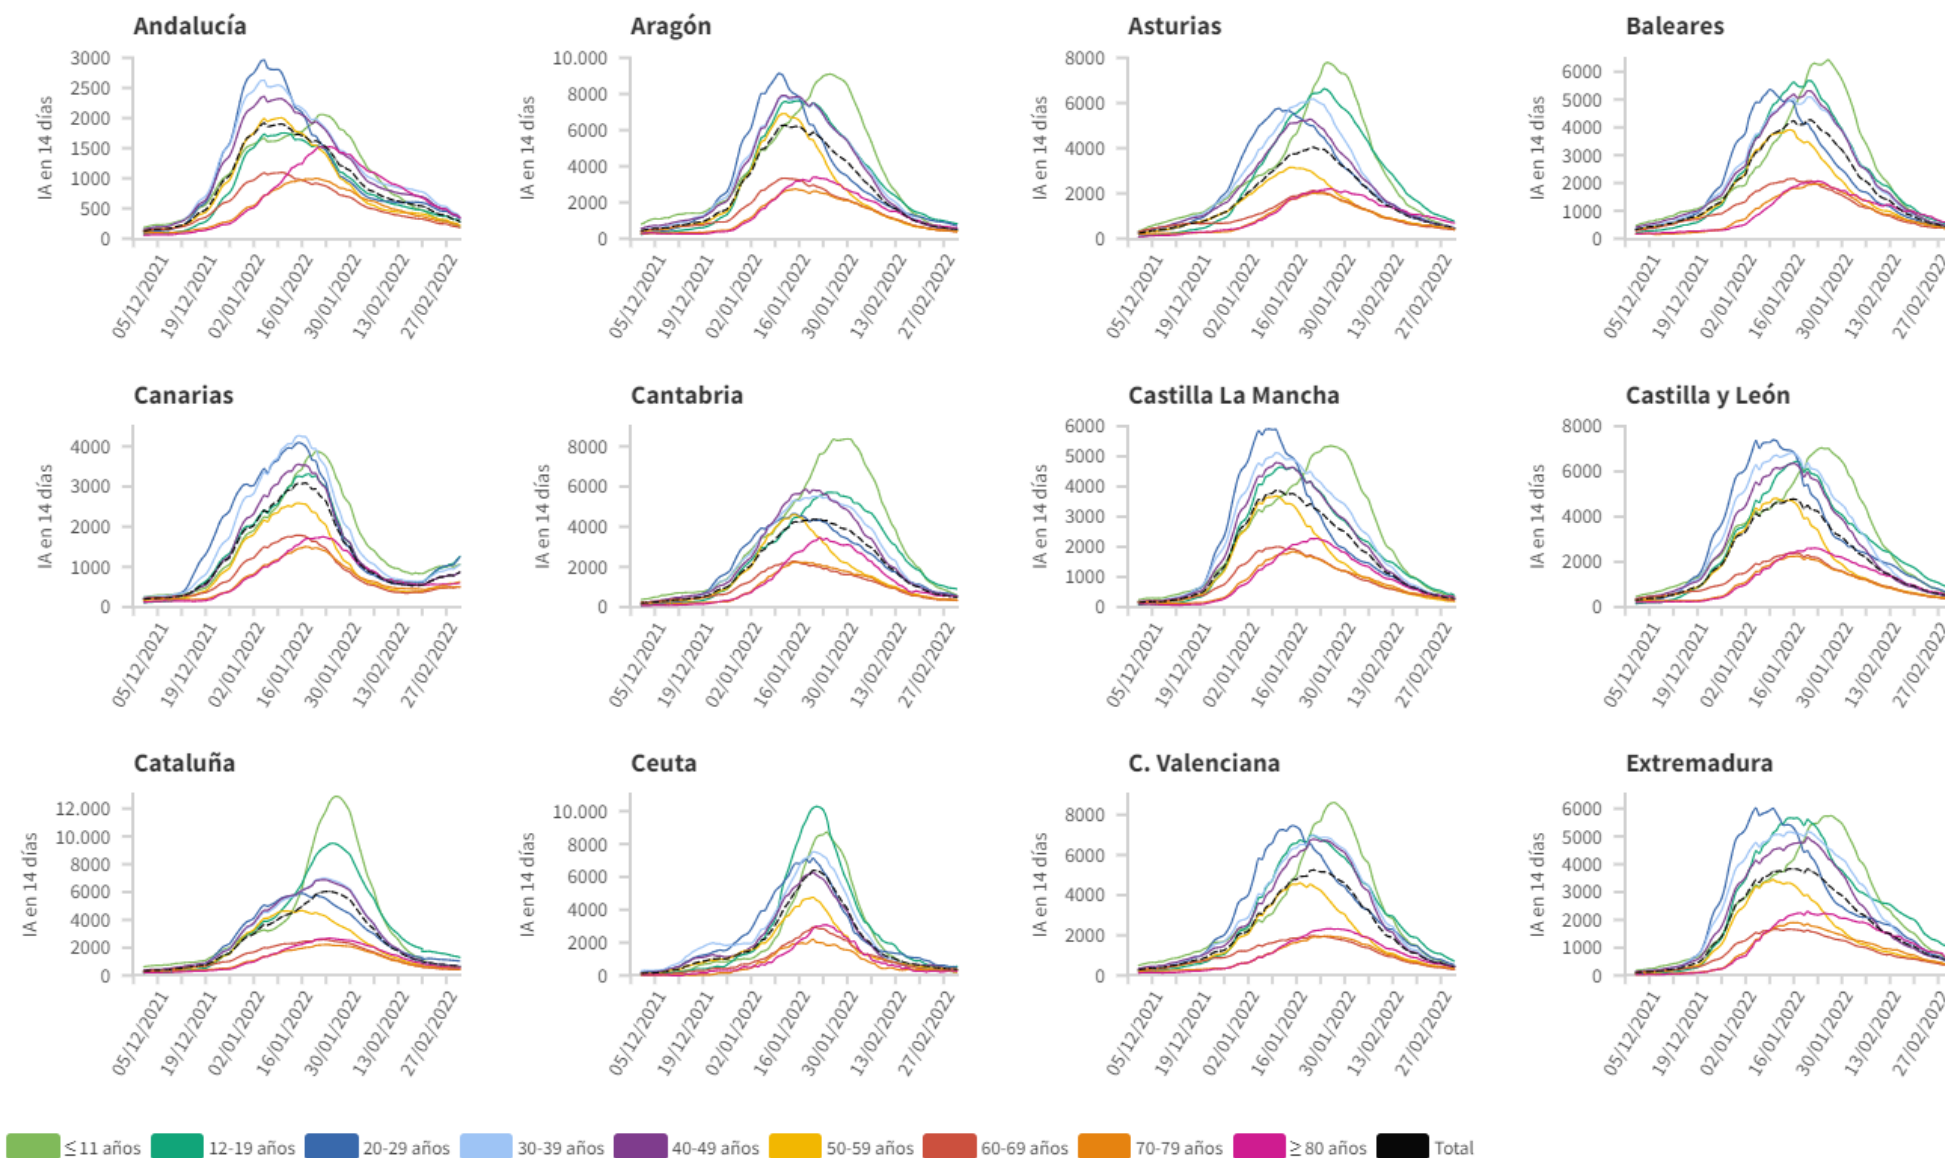 Andalucía
IA en 14 días
3000
2500
2000
1500
1000
500
0
05/12/2021 19/12/2021 02/01/2022 16/01/2022 30/01/2022 13/02/2022 27/02/2022
Aragón
IA en 14 días
10.000
8000
6000
4000
2000
0
05/12/2021 19/12/2021 02/01/2022 16/01/2022 30/01/2022 13/02/2022 27/02/2022
Asturias
IA en 14 días
8000
6000
4000
2000
0
05/12/2021 19/12/2021 02/01/2022 16/01/2022 30/01/2022 13/02/2022 27/02/2022
Baleares
IA en 14 días
6000
5000
4000
3000
2000
1000
0
05/12/2021 19/12/2021 02/01/2022 16/01/2022 30/01/2022 13/02/2022 27/02/2022
Canarias
IA en 14 días
4000
3000
2000
1000
0
05/12/2021 19/12/2021 02/01/2022 16/01/2022 30/01/2022 13/02/2022 27/02/2022
Cantabria
IA en 14 días
8000
6000
4000
2000
0
05/12/2021 19/12/2021 02/01/2022 16/01/2022 30/01/2022 13/02/2022 27/02/2022
Castilla La Mancha
IA en 14 días
6000
5000
4000
3000
2000
1000
0
05/12/2021 19/12/2021 02/01/2022 16/01/2022 30/01/2022 13/02/2022 27/02/2022
Castilla y León
IA en 14 días
8000
6000
4000
2000
0
05/12/2021 19/12/2021 02/01/2022 16/01/2022 30/01/2022 13/02/2022 27/02/2022
Cataluña
IA en 14 días
12.000
10.000
8000
6000
4000
2000
0
05/12/2021 19/12/2021 02/01/2022 16/01/2022 30/01/2022 13/02/2022 27/02/2022
Ceuta
IA en 14 días
10.000
8000
6000
4000
2000
0
05/12/2021 19/12/2021 02/01/2022 16/01/2022 30/01/2022 13/02/2022 27/02/2022
C. Valenciana
IA en 14 días
8000
6000
4000
2000
0
05/12/2021 19/12/2021 02/01/2022 16/01/2022 30/01/2022 13/02/2022 27/02/2022
Extremadura
IA en 14 días
6000
5000
4000
3000
2000
1000
0
05/12/2021 19/12/2021 02/01/2022 16/01/2022 30/01/2022 13/02/2022 27/02/2022
≤ 11 años 12-19 años 20-29 años 30-39 años 40-49 años 50-59 años 60-69 años 70-79 años ≥ 80 años Total